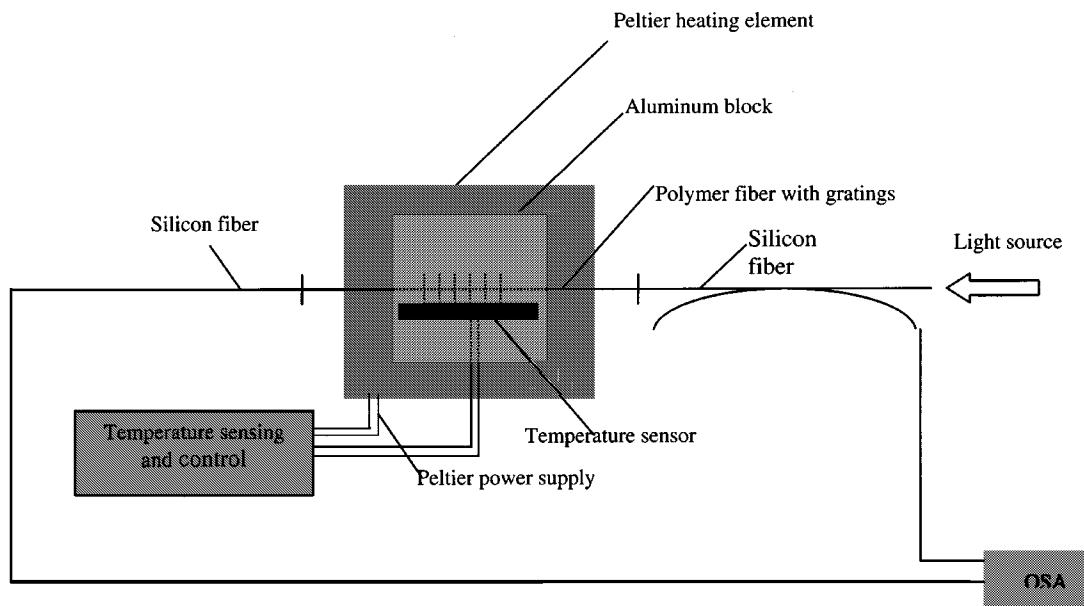 Peltier heating element
Aluminum block
Polymer fiber with gratings
Silicon fiber
Silicon
fiber
Light source
Temperature sensing
and control
Temperature sensor
Peltier power supply
OSA